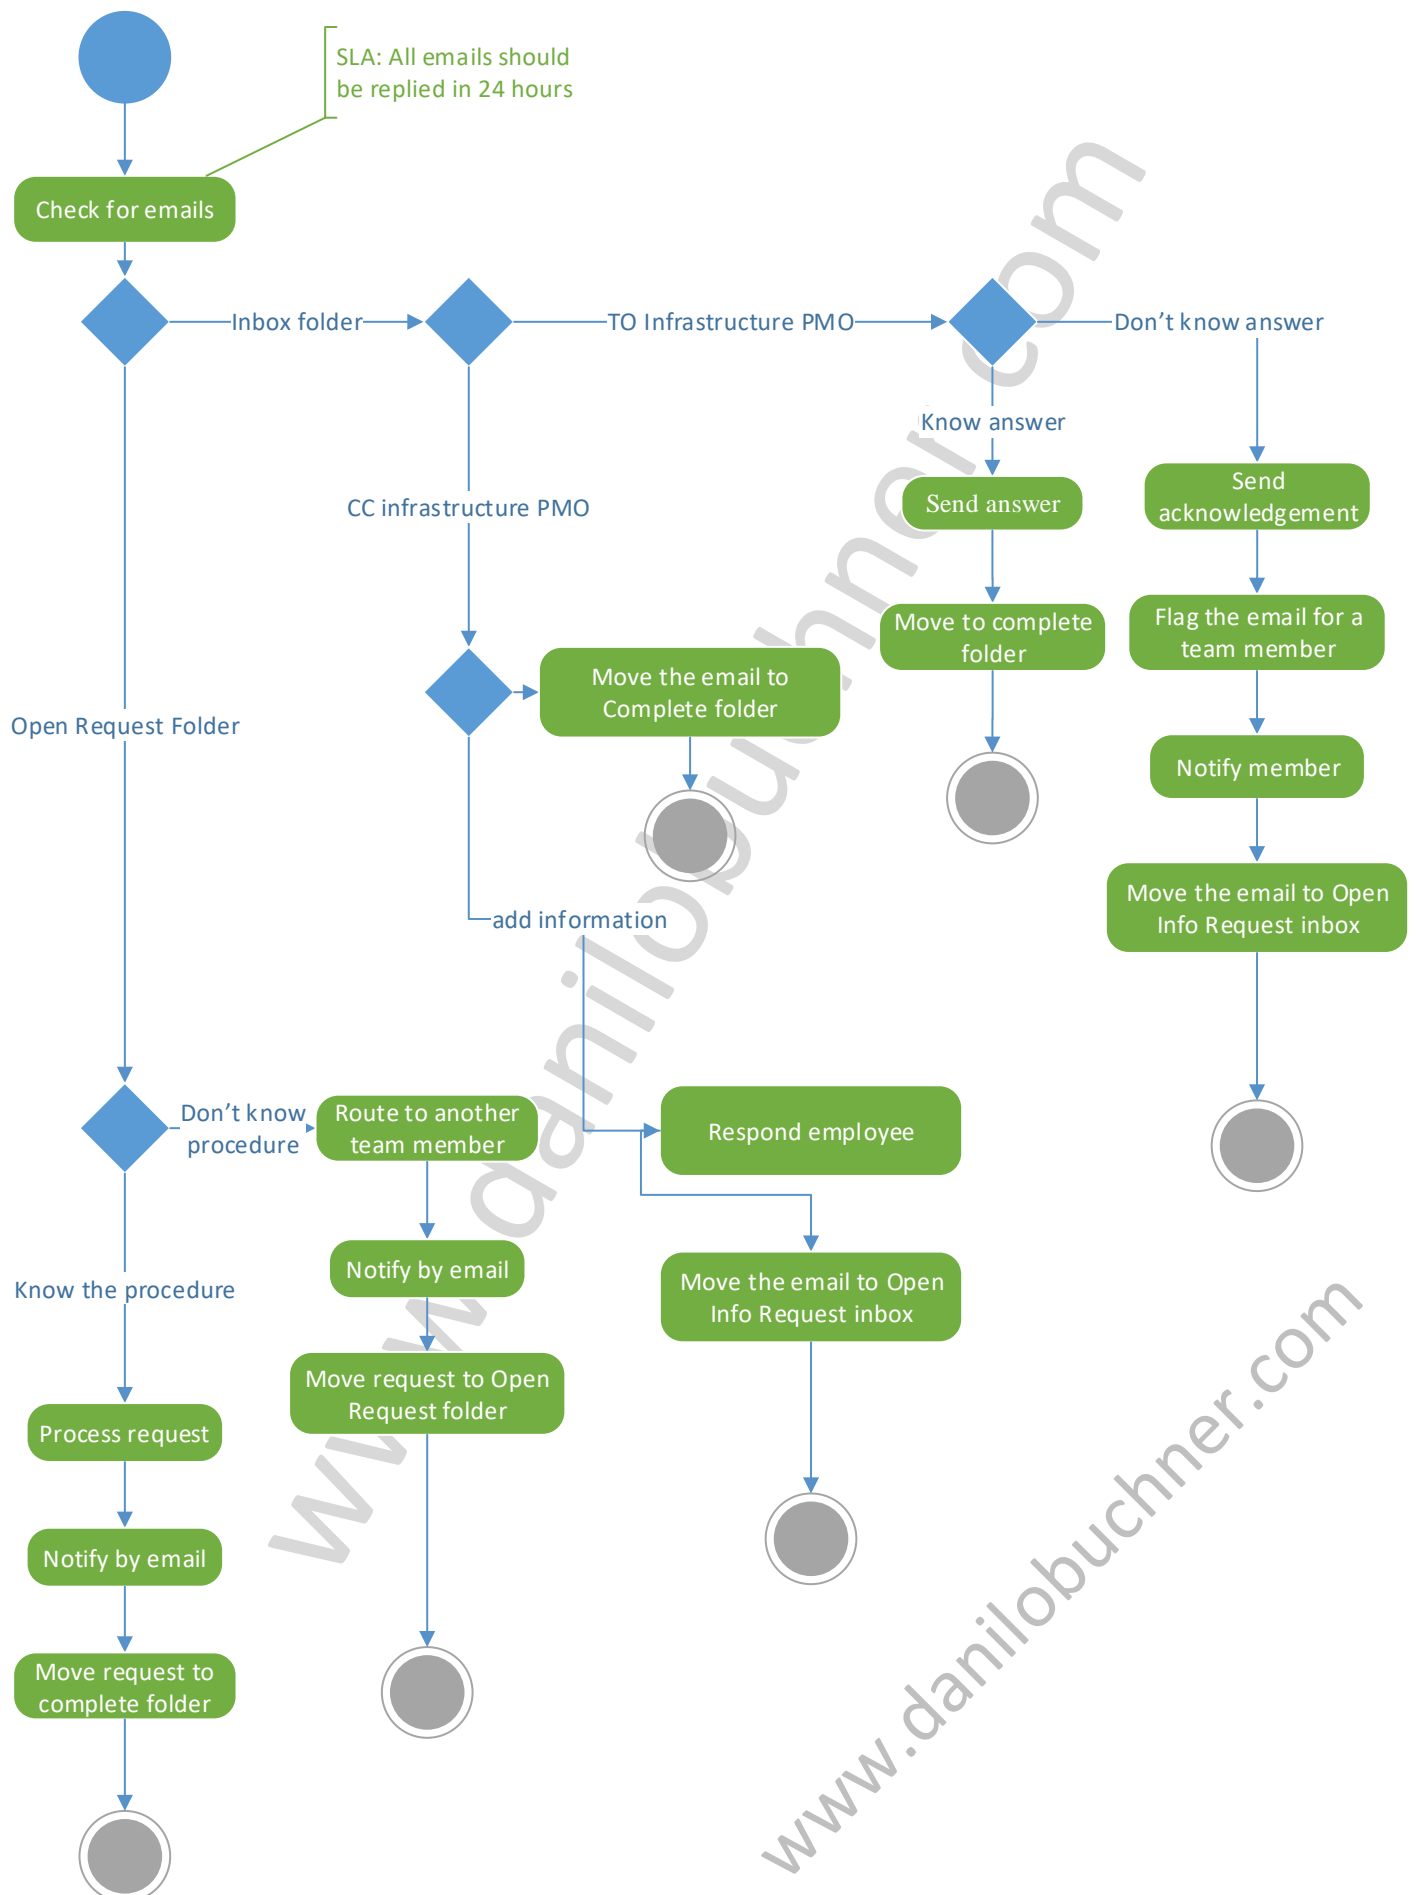 SLA: All emails should
be replied in 24 hours
Check for emails
Inbox folder
TO Infrastructure PMO
Don't know answer
Know answer
CC infrastructure PMO
Send answer
Send
acknowledgement
Move to complete
folder
Flag the email for a
team member
Move the email to
Complete folder
Open Request Folder
Notify member
Move the email to Open
Info Request inbox
add information
Don't know
procedure
Route to another
team member
Respond employee
Notify by email
Know the procedure
Move the email to Open
Info Request inbox
Move request to Open
Request folder
Process request
Notify by email
Move request to
complete folder
www.danilobuchner.com
www.danilobuchner.com